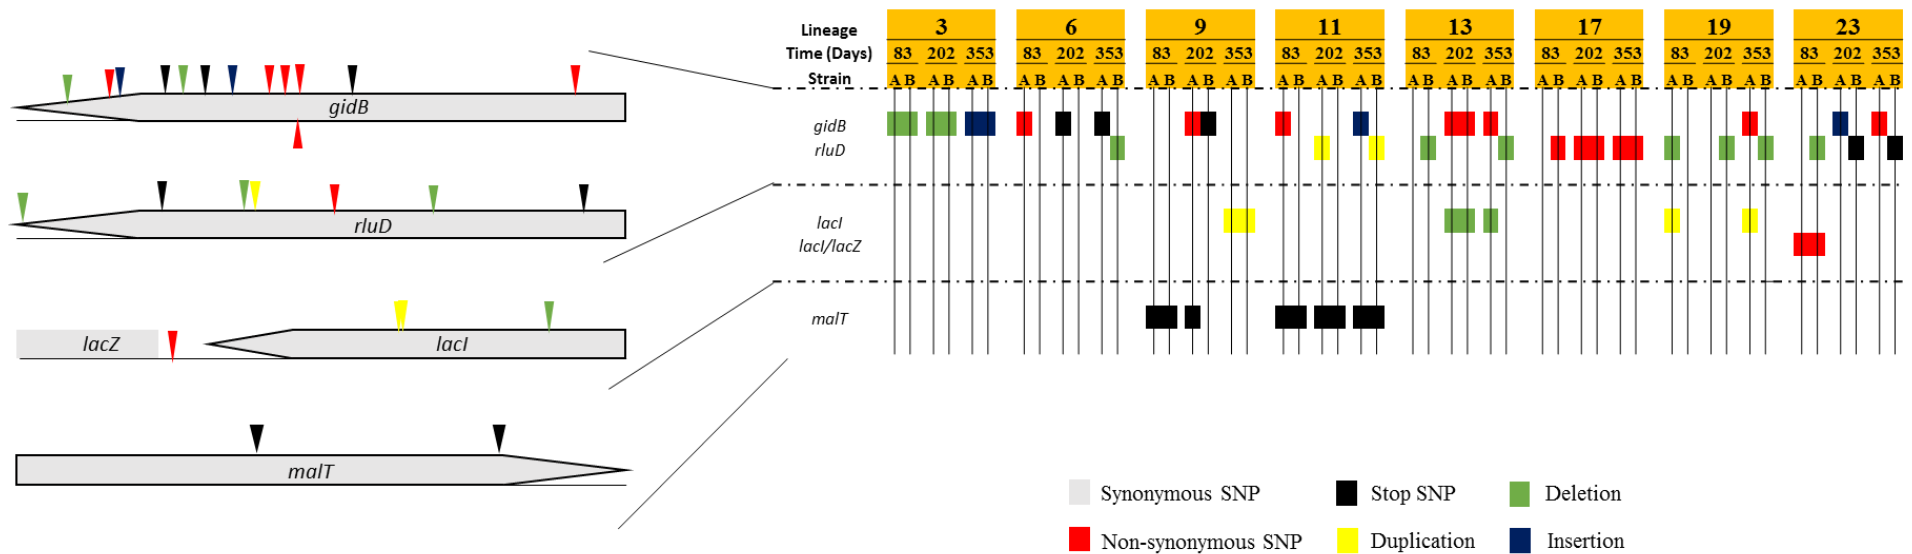 gidB
rluD
lacZ
lacI
malT
Lineage 3 6 9 11 13 17 19 23
Time (Days) 83 202 353 83 202 353 83 202 353 83 202 353 83 202 353 83 202 353 83 202 353 83 202 353
Strain A B A B A B A B A B A B A B A B A B A B A B A B A B A B A B A B A B A B A B A B A B A B A B A B
gidB
rluD
lacI
lacI/lacZ
malT
Synonymous SNP Stop SNP Deletion
Non-synonymous SNP Duplication Insertion